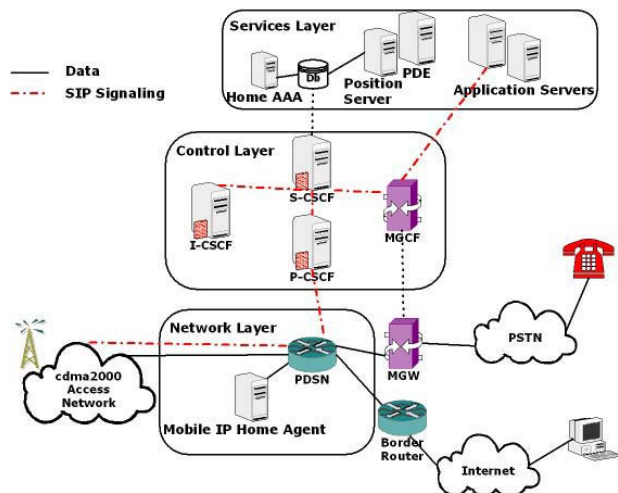 Services Layer
Data
SIP Signaling
Db
Home AAA
Position
Server
PDE
Application Servers
Control Layer
S-CSCF
I-CSCF
P-CSCF
MGCF
Network Layer
cdma2000
Access
Network
PDSN
Mobile IP Home Agent
MGW
PSTN
Border
Router
Internet